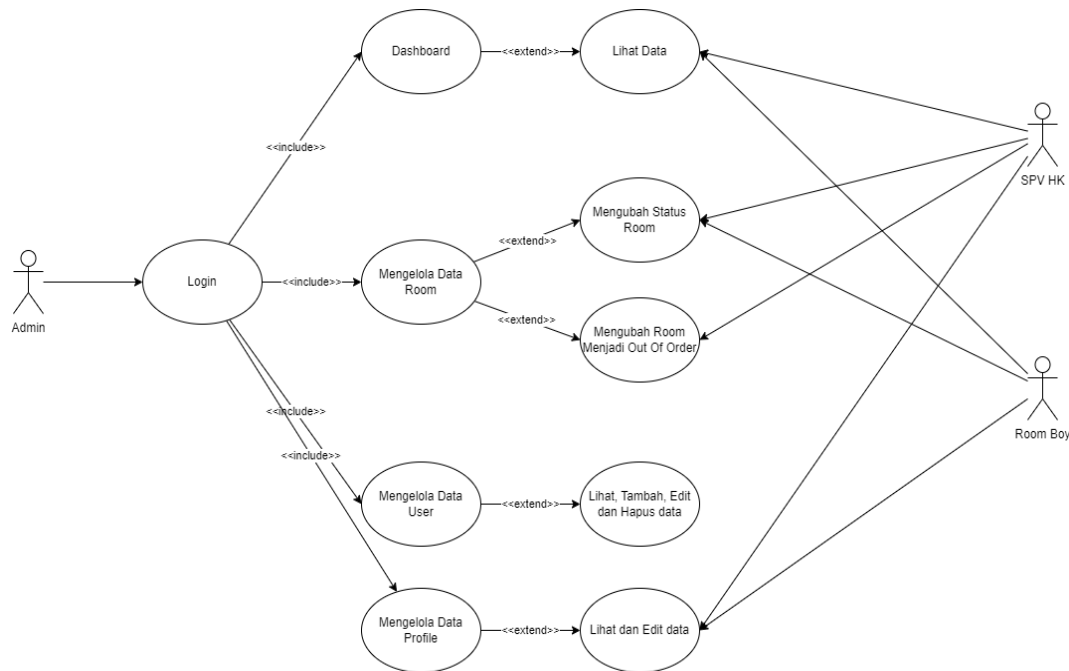 Dashboard
<<extend>>
Lihat Data
<<include>>
SPV HK
Mengubah Status
Room
<<extend>>
Admin
Login
<<include>>
Mengelola Data
Room
<<extend>>
Mengubah Room
Menjadi Out Of Order
Room Boy
<<include>>
<<include>>
Mengelola Data
User
<<extend>>
Lihat, Tambah, Edit
dan Hapus data
Mengelola Data
Profile
<<extend>>
Lihat dan Edit data